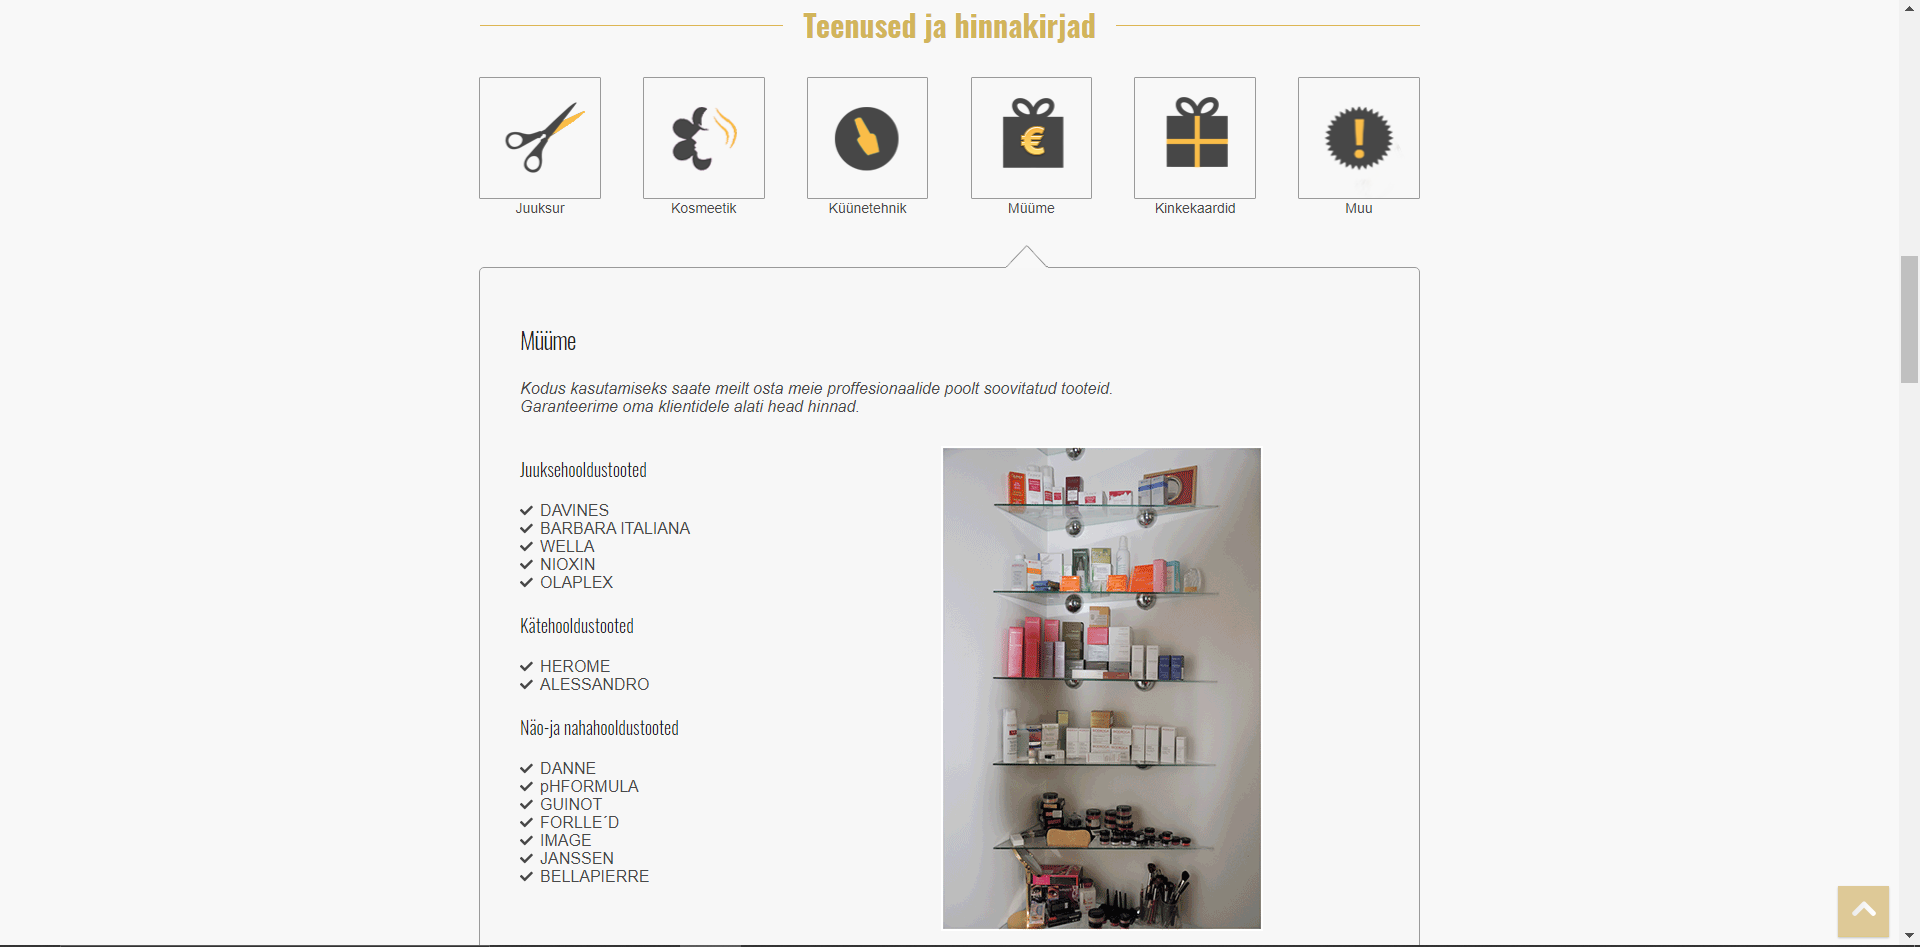 Teenused ja hinnakirjad
Juuksur
Kosmeetik
Küünetehnik
Müüme
Kinkekaardid
Muu
Müüme
Kodus kasutamiseks saate meilt osta meie proffesionaalide poolt soovitatud tooteid.
Garanteerime oma klientidele alati head hinnad.
Juuksehooldustooted
DAVINES
BARBARA ITALIANA
WELLA
NIOXIN
OLAPLEX
Kätehooldustooted
HEROME
ALESSANDRO
Näo-ja nahahooldustooted
DANNE
pHFORMULA
GUINOT
FORLLE´D
IMAGE
JANSSEN
BELLAPIERRE